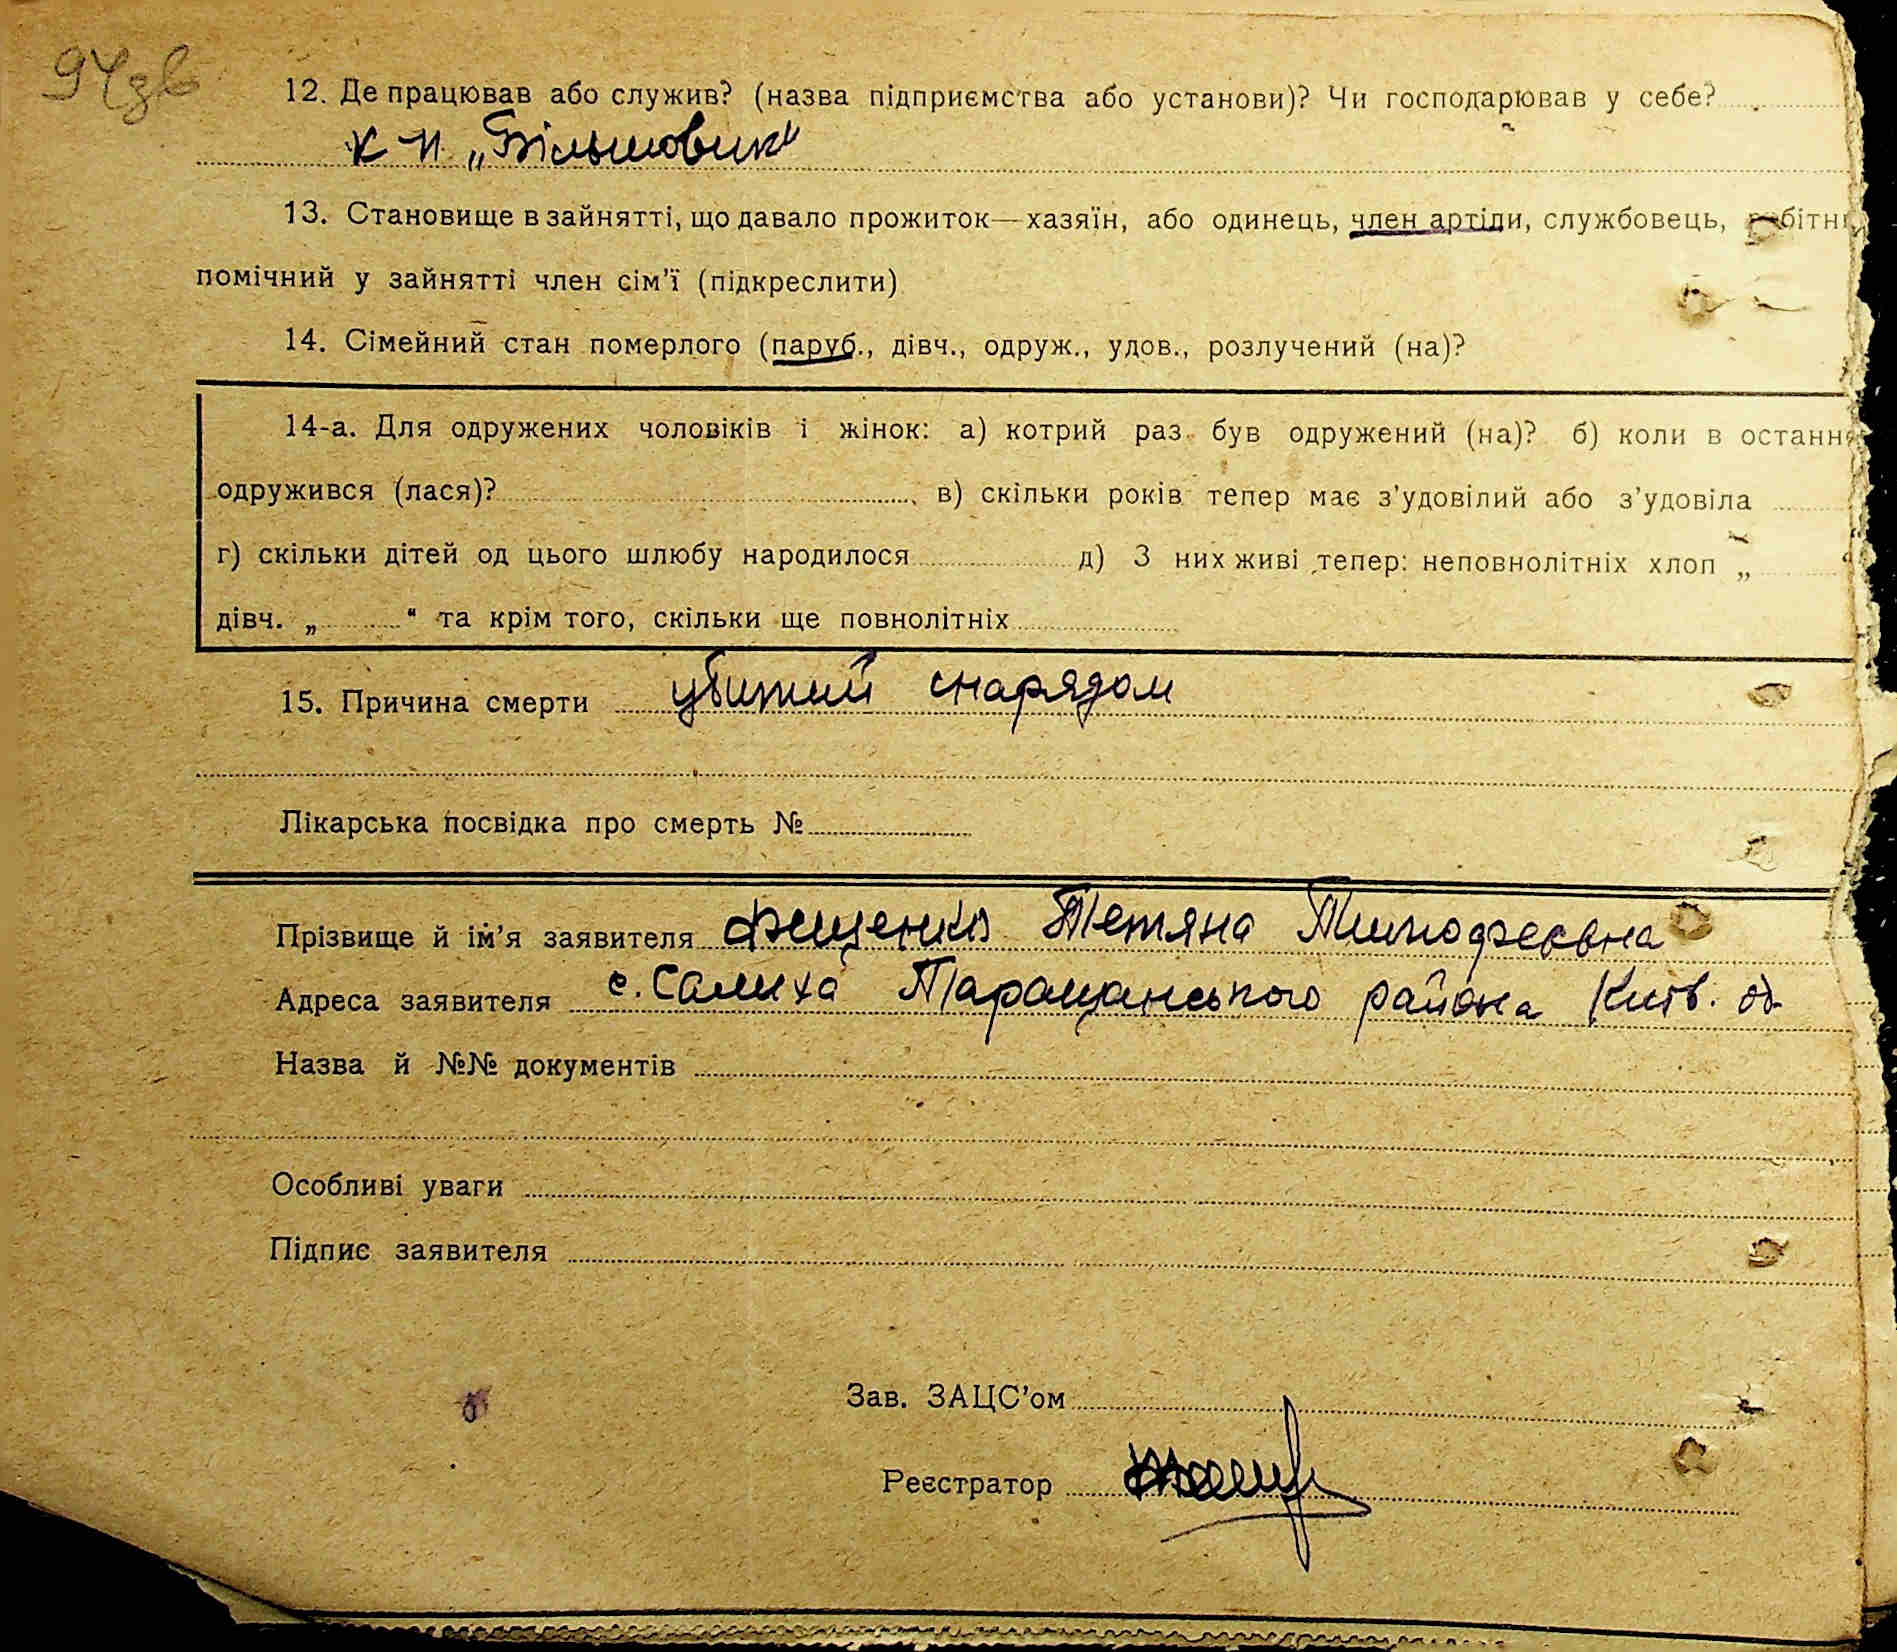 94зв
12. Де працював або служив? (назва підприємства або установи)? Чи господарював у себе?
к-п „Більшовик“
13. Становище в зайнятті, що давало прожиток—хазяїн, або одинець, член артіли, службовець,
помічний у зайнятті член сім’ї (підкреслити)
14. Сімейний стан померлого (паруб., дівч., одруж., удов., розлучений (на)?
14-а. Для одружених чоловіків і жінок: а) котрий раз був одружений (на)? б) коли в останнє
одружився (лася)? в) скільки років тепер має з’удовілий або з’удовіла
г) скільки дітей од цього шлюбу народилося д) З них живі тепер: неповнолітніх хлоп „ “
дівч. „ “ та крім того, скільки ще повнолітніх
15. Причина смерти убитий снарядом
Лікарська посвідка про смерть №
Прізвище й ім’я заявителя Фещенко Тетяна Тимофеевна
Адреса заявителя с. Салиха Таращанського района Київ. об
Назва й №№ документів
Особливі уваги
Підпис заявителя
Зав. ЗАЦС’ом
Реєстратор